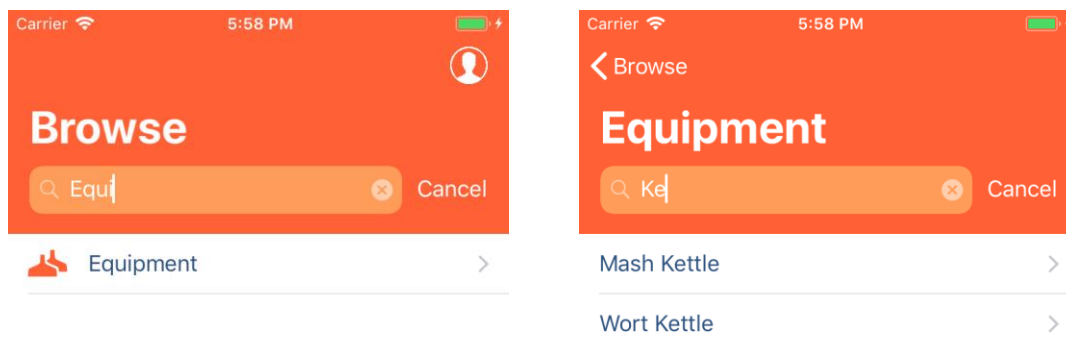 Carrier 5:58 PM
Browse
Equi Cancel
Equipment
Carrier 5:58 PM
Browse
Equipment
Ke Cancel
Mash Kettle
Wort Kettle